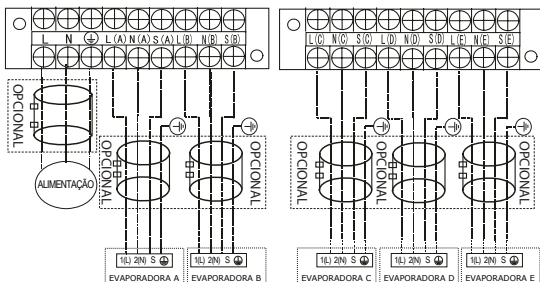 L N L(A) N(A) S(A) L(B) N(B) S(B)
L(C) N(C) S(C) L(D) N(D) S(D) L(E) N(E) S(E)
OPCIONAL
ALIMENTAÇÃO
OPCIONAL
OPCIONAL
OPCIONAL
OPCIONAL
OPCIONAL
1(L) 2(N) S
1(L) 2(N) S
1(L) 2(N) S
1(L) 2(N) S
1(L) 2(N) S
EVAPORADORA A
EVAPORADORA B
EVAPORADORA C
EVAPORADORA D
EVAPORADORA E